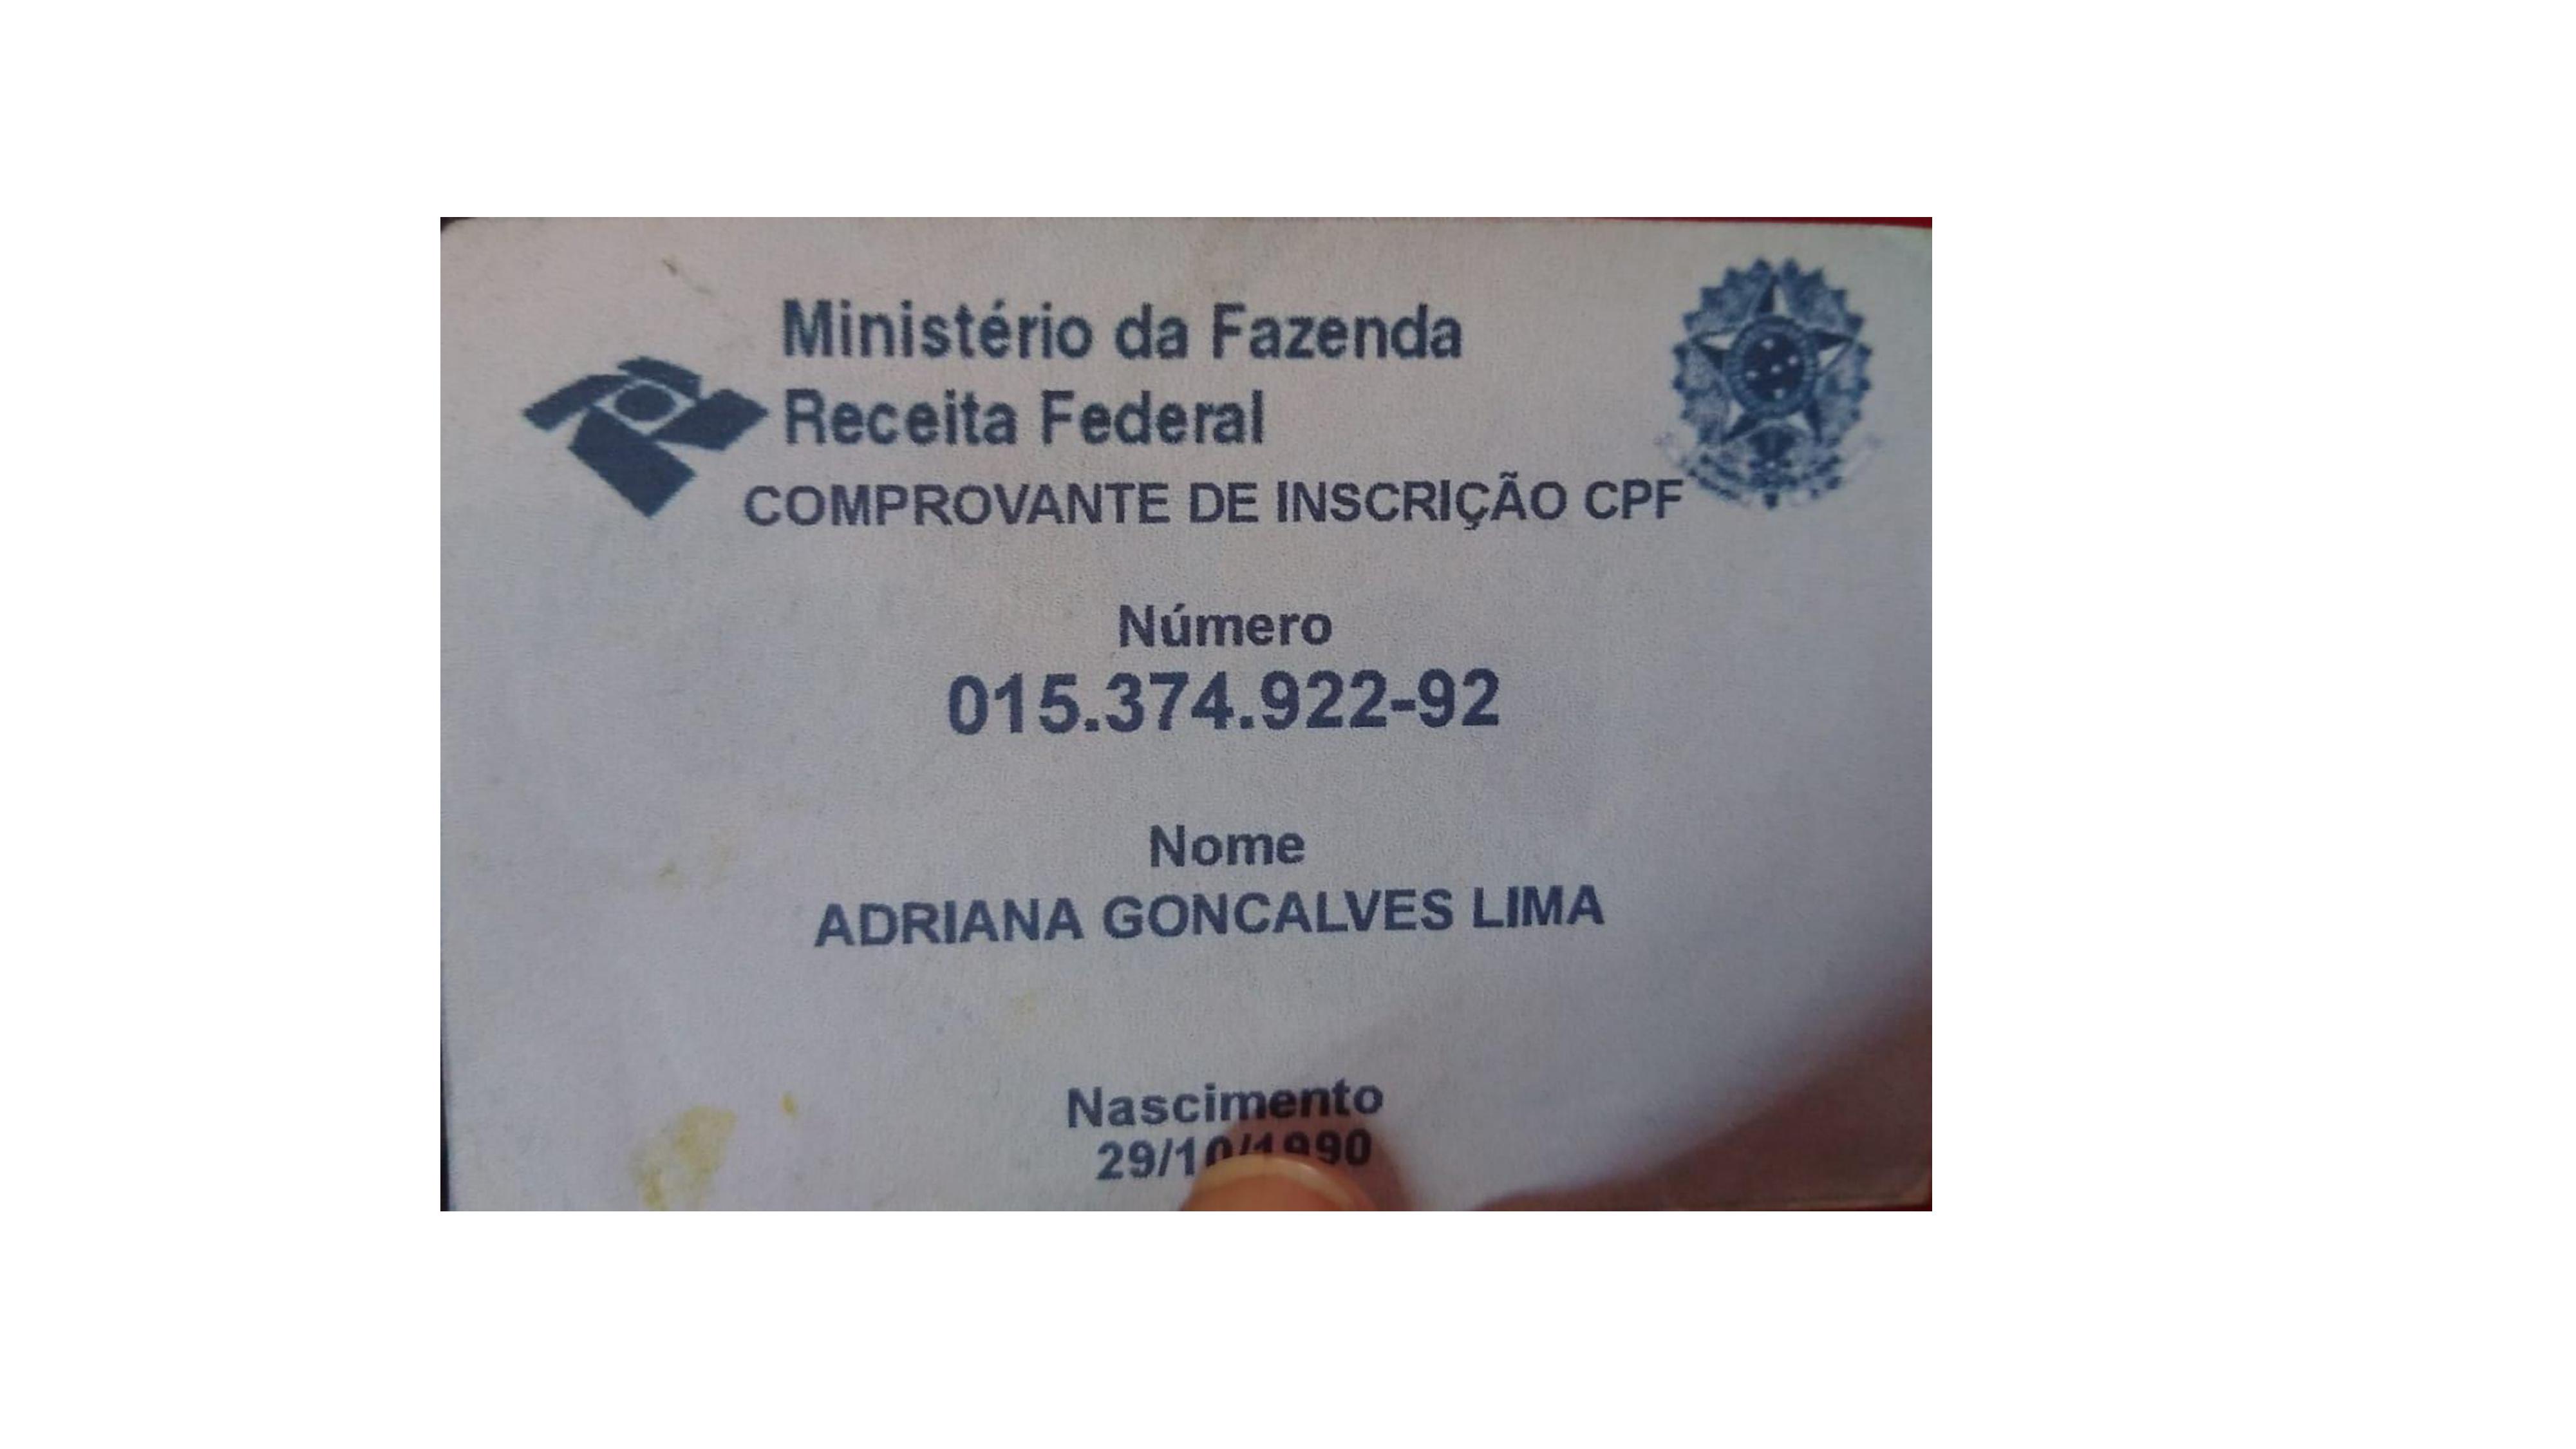 Ministério da Fazenda
Receita Federal
COMPROVANTE DE INSCRIÇÃO CPF
Número
015.374.922-92
Nome
ADRIANA GONCALVES LIMA
Nascimento
29/10/1990